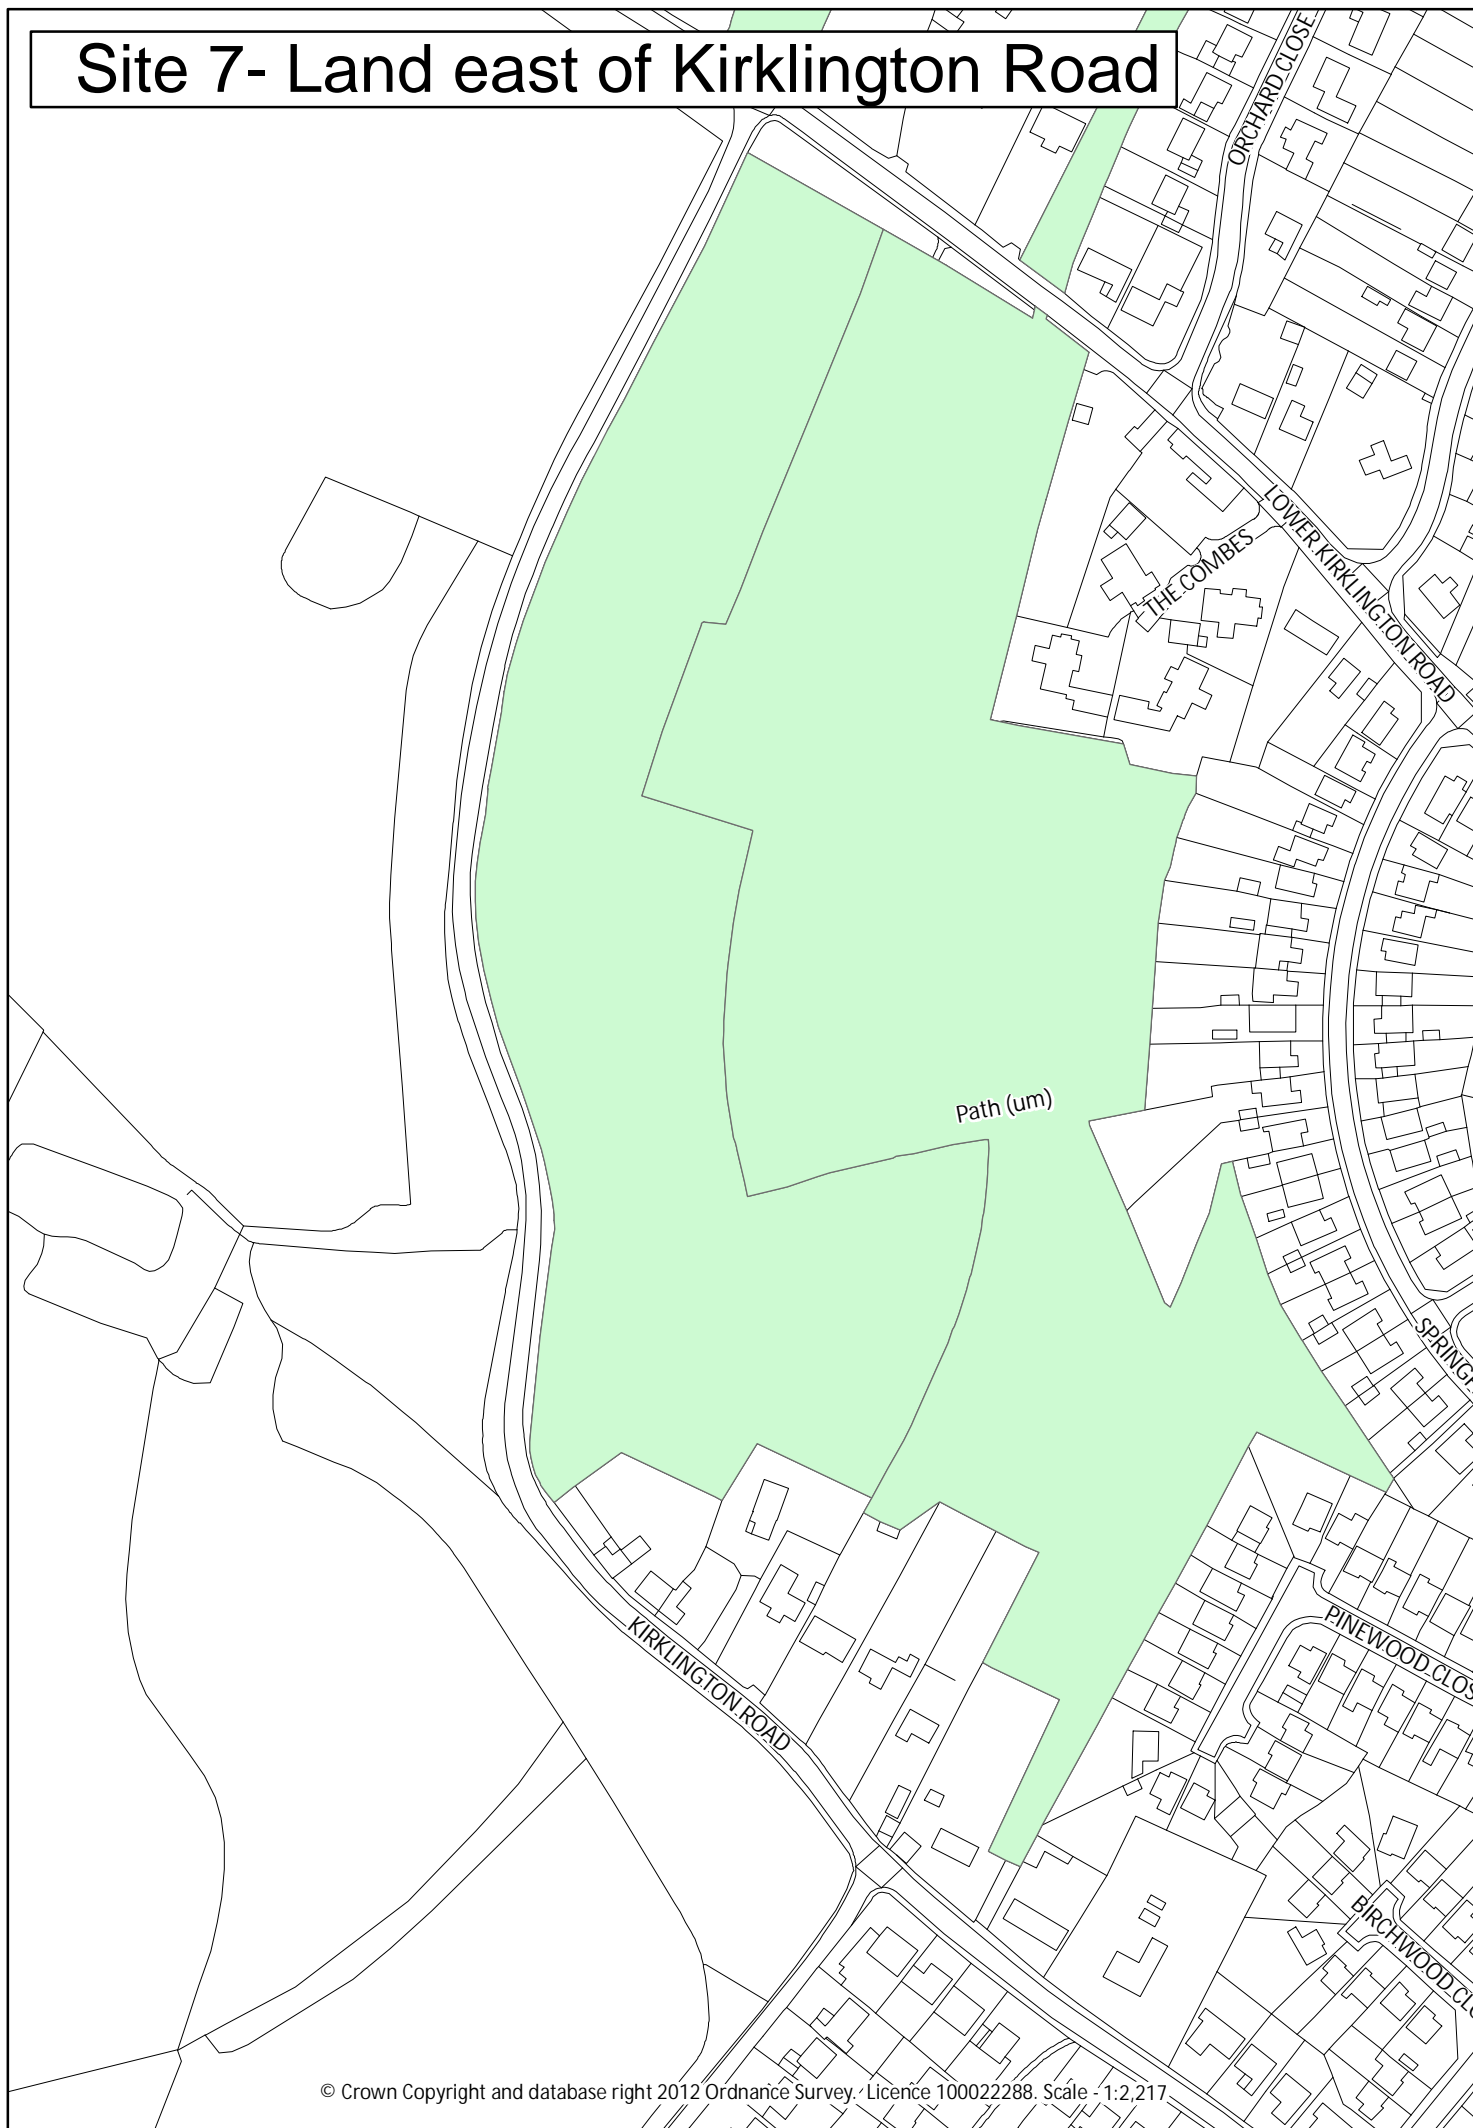 Site 7- Land east of Kirklington Road
ORCHARD CLOSE
LOWER KIRKLINGTON ROAD
THE COMBES
Path (um)
KIRKLINGTON ROAD
© Crown Copyright and database right 2012 Ordnance Survey. Licence 100022288. Scale - 1:2,217
PINEWOOD CLOS
BIRCHWOOD CLO